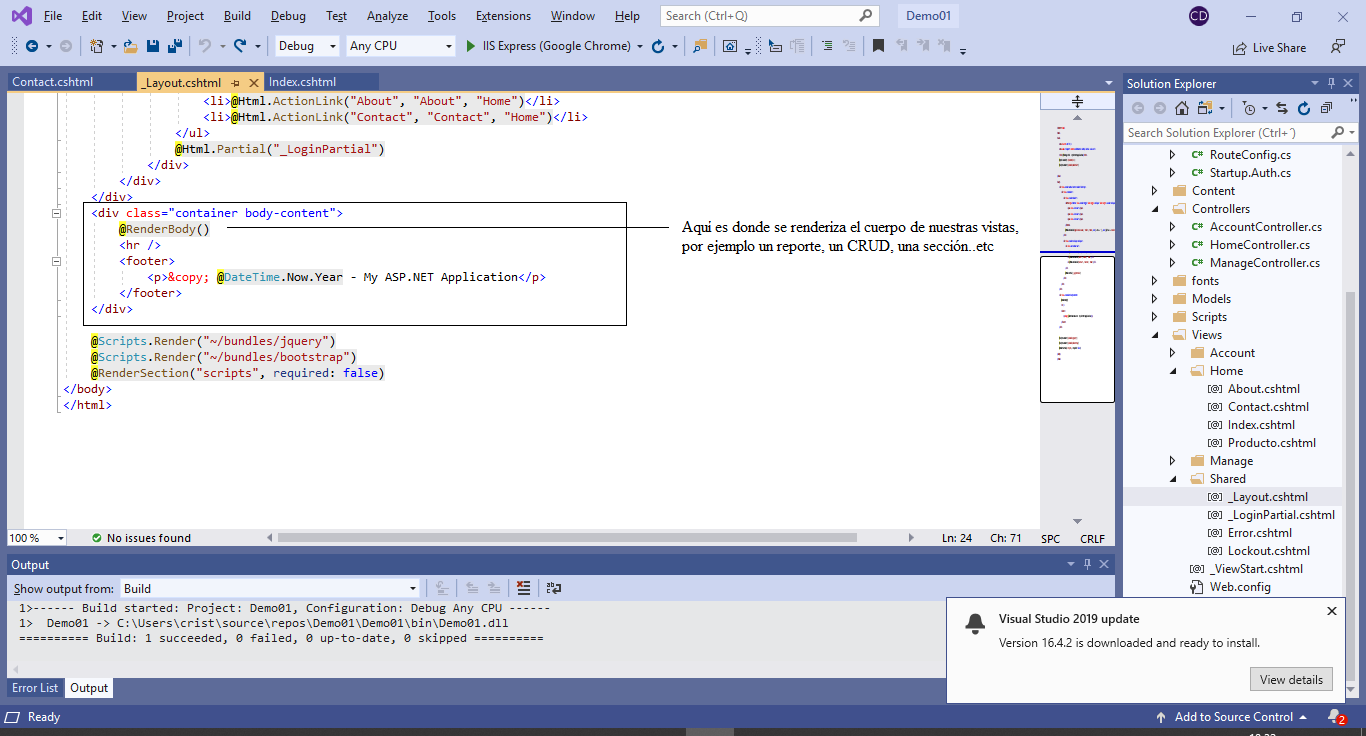 File Edit View Project Build Debug Test Analyze Tools Extensions Window Help Search (Ctrl+Q) Demo01 CD
Debug Any CPU IIS Express (Google Chrome) Live Share
Contact.cshtml _Layout.cshtml Index.cshtml
<li>@Html.ActionLink("About", "About", "Home")</li>
<li>@Html.ActionLink("Contact", "Contact", "Home")</li>
</ul>
@Html.Partial("_LoginPartial")
</div>
</div>
</div>
<div class="container body-content">
@RenderBody()
<hr />
<footer>
<p>&copy; @DateTime.Now.Year - My ASP.NET Application</p>
</footer>
</div>
@Scripts.Render("~/bundles/jquery")
@Scripts.Render("~/bundles/bootstrap")
@RenderSection("scripts", required: false)
</body>
</html>
Aqui es donde se renderiza el cuerpo de nuestras vistas,
por ejemplo un reporte, un CRUD, una sección..etc
100 % No issues found Ln: 24 Ch: 71 SPC CRLF
Solution Explorer
Search Solution Explorer (Ctrl+´)
C# RouteConfig.cs
C# Startup.Auth.cs
Content
Controllers
C# AccountController.cs
C# HomeController.cs
C# ManageController.cs
fonts
Models
Scripts
Views
Account
Home
[@] About.cshtml
[@] Contact.cshtml
[@] Index.cshtml
[@] Producto.cshtml
Manage
Shared
[@] _Layout.cshtml
[@] _LoginPartial.cshtml
[@] Error.cshtml
[@] Lockout.cshtml
[@] _ViewStart.cshtml
Web.config
Output
Show output from: Build
1>------ Build started: Project: Demo01, Configuration: Debug Any CPU ------
1>  Demo01 -> C:\Users\crist\source\repos\Demo01\Demo01\bin\Demo01.dll
========== Build: 1 succeeded, 0 failed, 0 up-to-date, 0 skipped ==========
Error List Output
Visual Studio 2019 update
Version 16.4.2 is downloaded and ready to install.
View details
Ready Add to Source Control 2